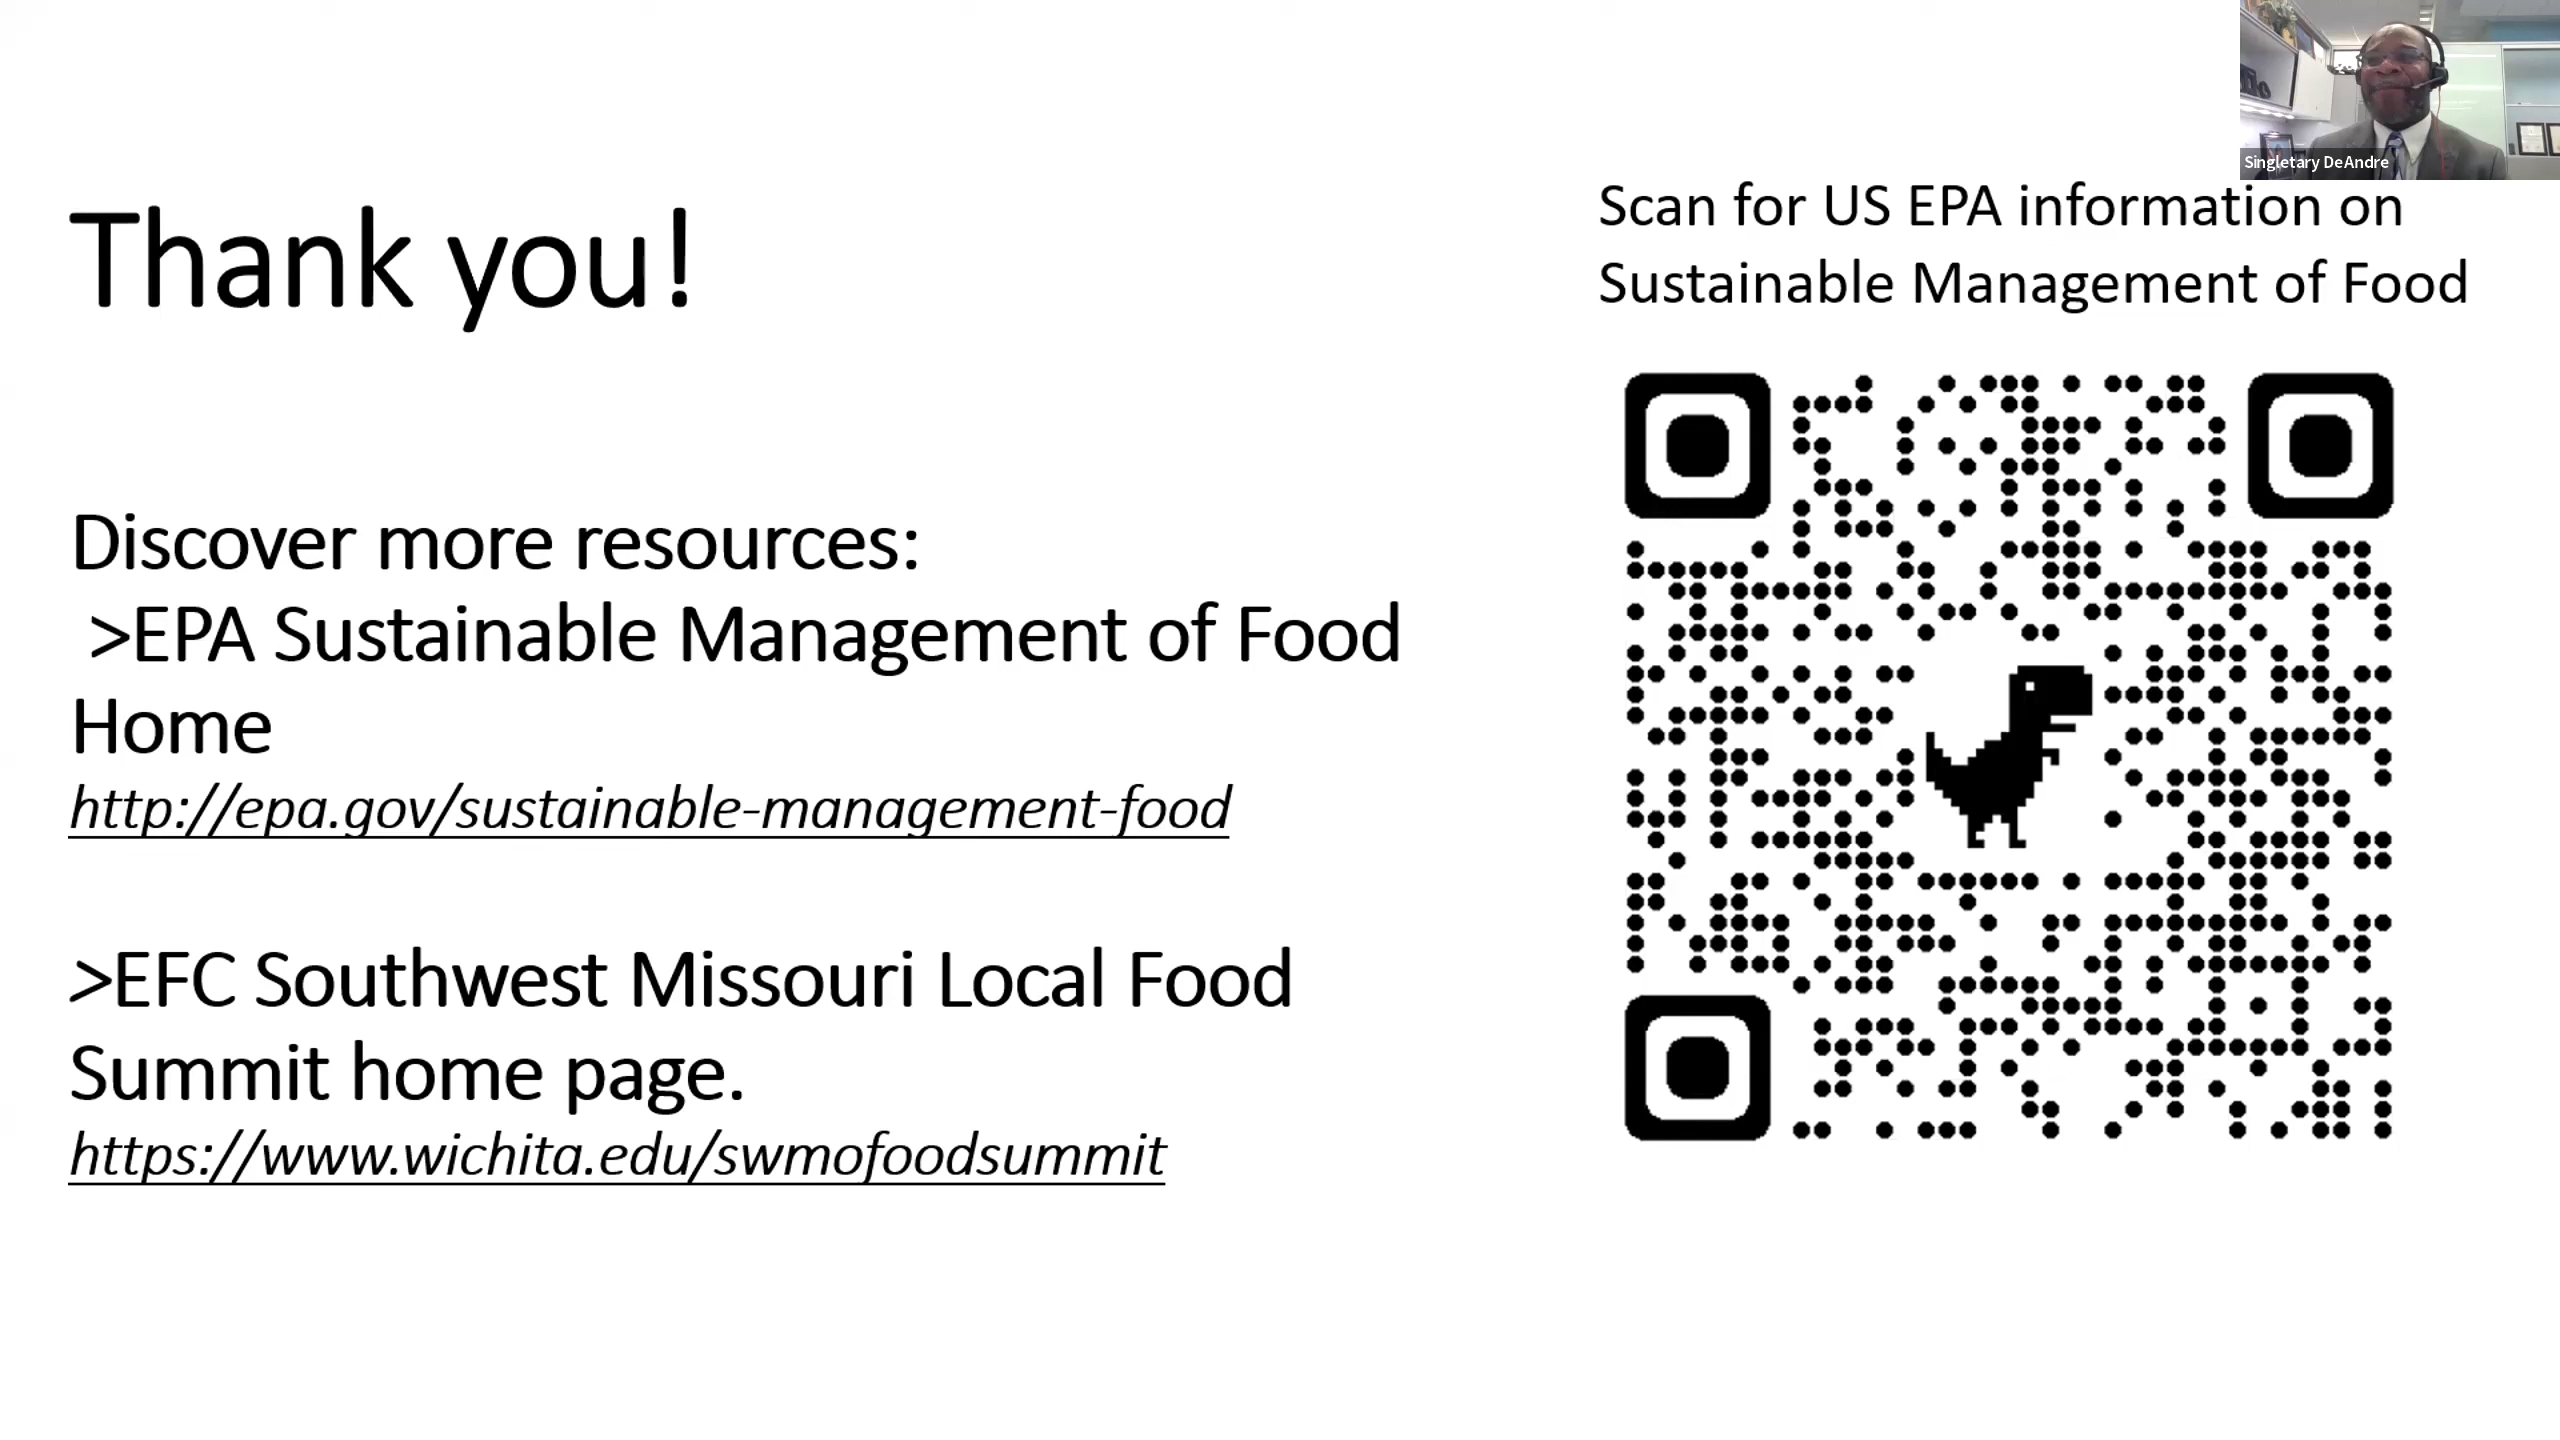 Singletary DeAndre
Thank you!
Discover more resources:
>EPA Sustainable Management of Food
Home
http://epa.gov/sustainable-management-food
>EFC Southwest Missouri Local Food
Summit home page.
https://www.wichita.edu/swmofoodsummit
Scan for US EPA information on
Sustainable Management of Food